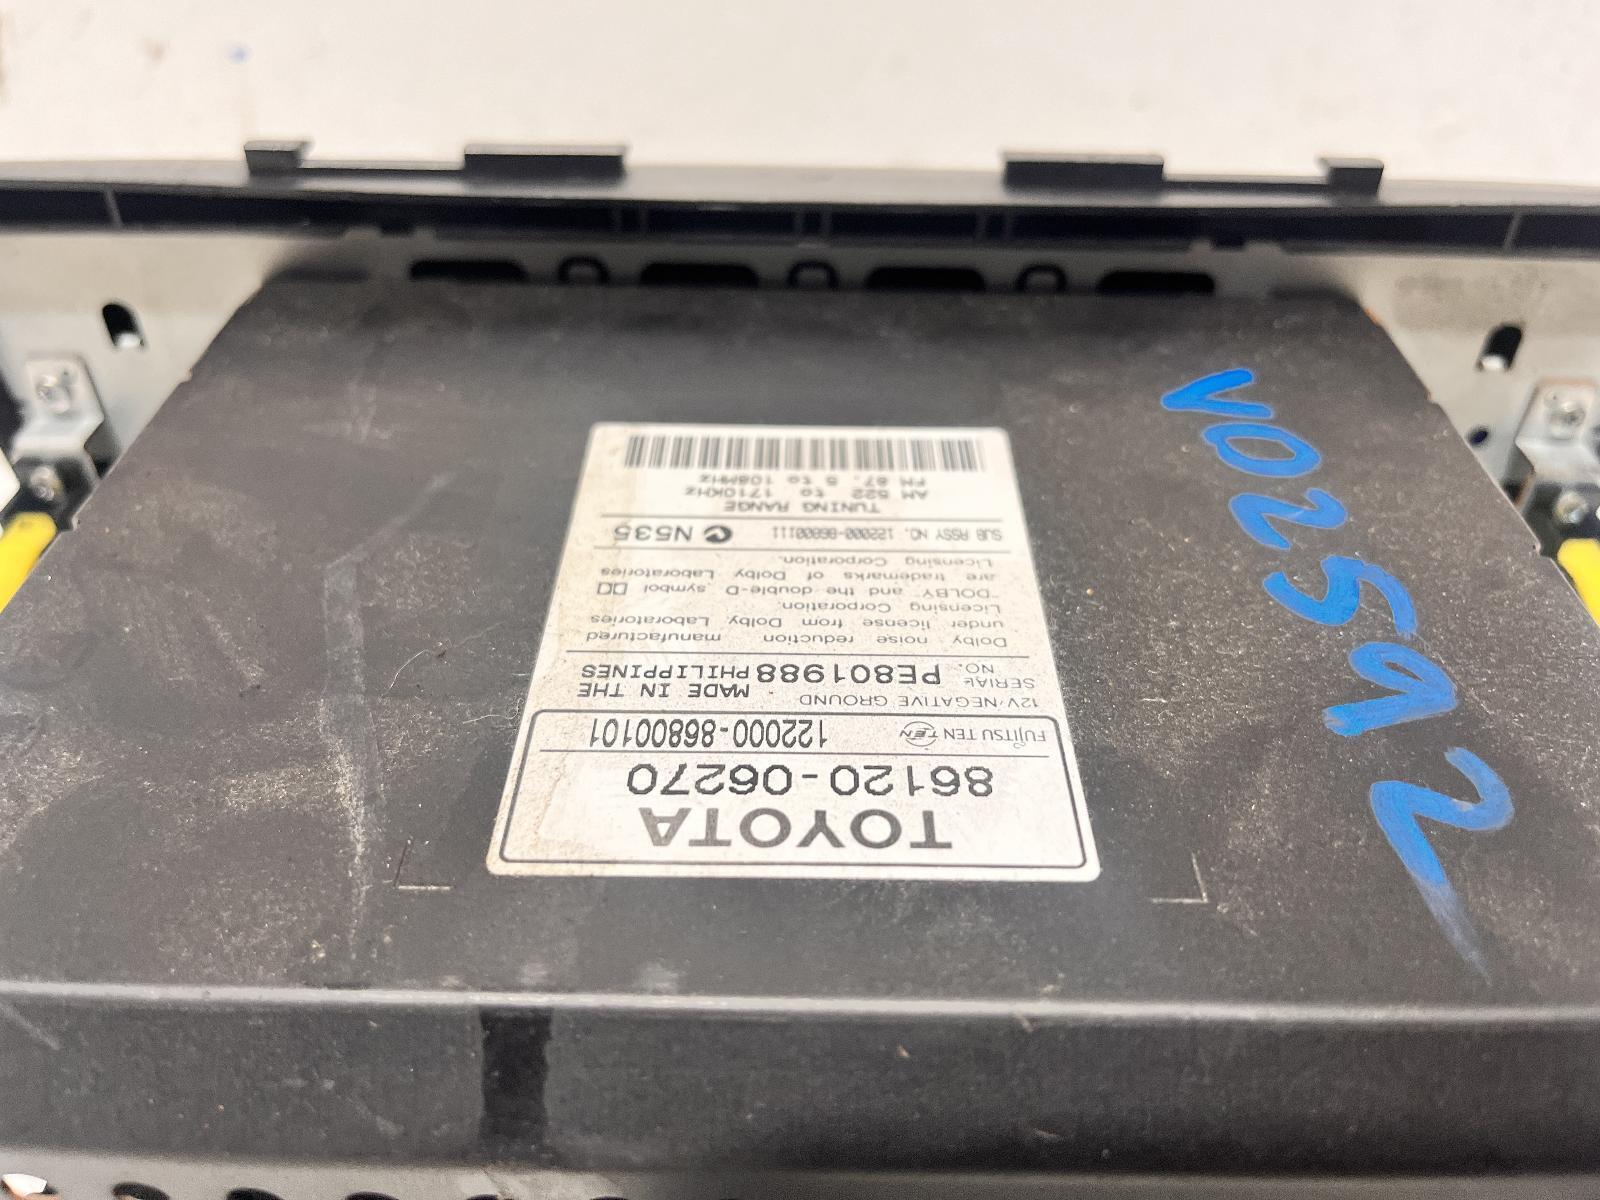 TOYOTA
86120-06270
FUJITSU TEN TEN 122000-86800101
12V⎓NEGATIVE GROUND MADE IN THE
SERIAL NO. PE801988 PHILIPPINES
Dolby noise reduction manufactured
under license from Dolby Laboratories
Licensing Corporation.
"DOLBY" and the double-D symbol
are trademarks of Dolby Laboratories
Licensing Corporation.
SUB ASSY NO. 122000-86800111 N535
TUNING RANGE
AM 522 to 1710KHz
FM 87.5 to 108MHz